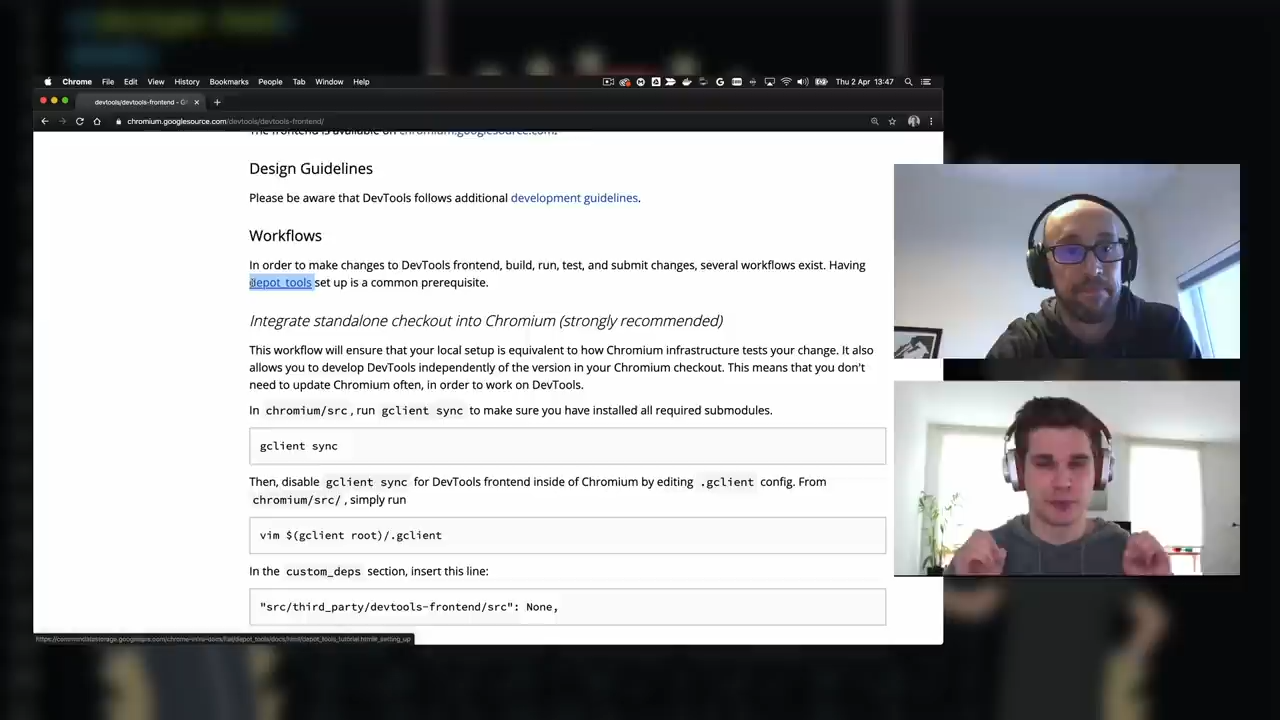 Chrome File Edit View History Bookmarks People Tab Window Help Thu 2 Apr 13:47
devtools/devtools-frontend - G
chromium.googlesource.com/devtools/devtools-frontend/
The frontend is available on chromium.googlesource.com.
Design Guidelines
Please be aware that DevTools follows additional development guidelines.
Workflows
In order to make changes to DevTools frontend, build, run, test, and submit changes, several workflows exist. Having
depot_tools set up is a common prerequisite.
Integrate standalone checkout into Chromium (strongly recommended)
This workflow will ensure that your local setup is equivalent to how Chromium infrastructure tests your change. It also
allows you to develop DevTools independently of the version in your Chromium checkout. This means that you don't
need to update Chromium often, in order to work on DevTools.
In chromium/src, run gclient sync to make sure you have installed all required submodules.
gclient sync
Then, disable gclient sync for DevTools frontend inside of Chromium by editing .gclient config. From
chromium/src/, simply run
vim $(gclient root)/.gclient
In the custom_deps section, insert this line:
"src/third_party/devtools-frontend/src": None,